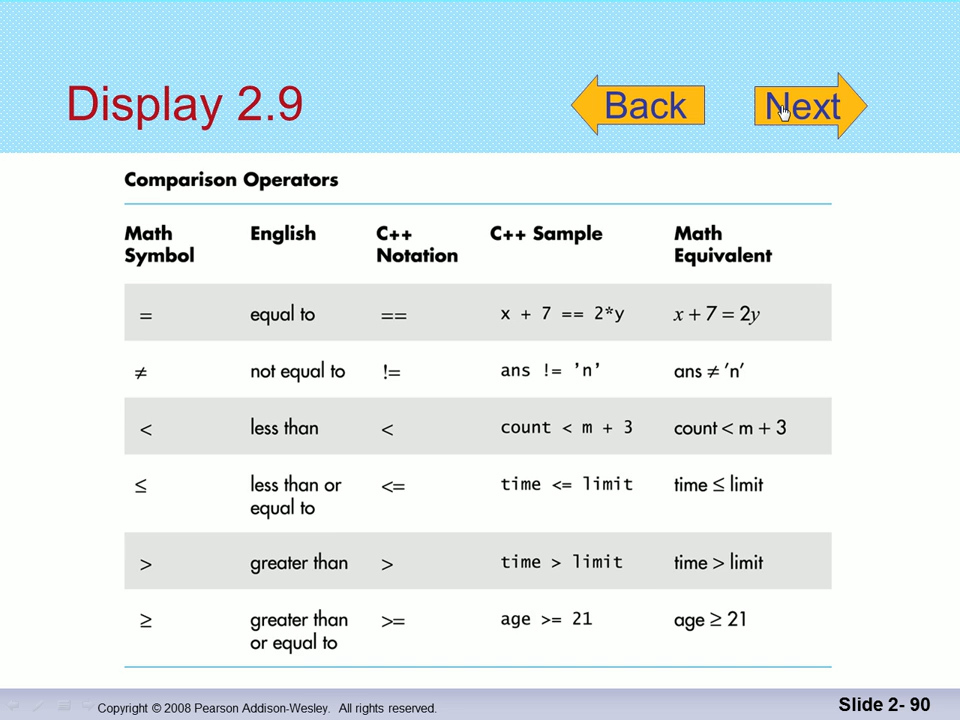 Display 2.9
Back
Next
Comparison Operators
Math Symbol English C++ Notation C++ Sample Math Equivalent
= equal to == x + 7 == 2*y x + 7 = 2y
≠ not equal to != ans != ’n’ ans ≠ ′n′
< less than < count < m + 3 count < m + 3
≤ less than or equal to <= time <= limit time ≤ limit
> greater than > time > limit time > limit
≥ greater than or equal to >= age >= 21 age ≥ 21
Copyright © 2008 Pearson Addison-Wesley. All rights reserved.
Slide 2- 90